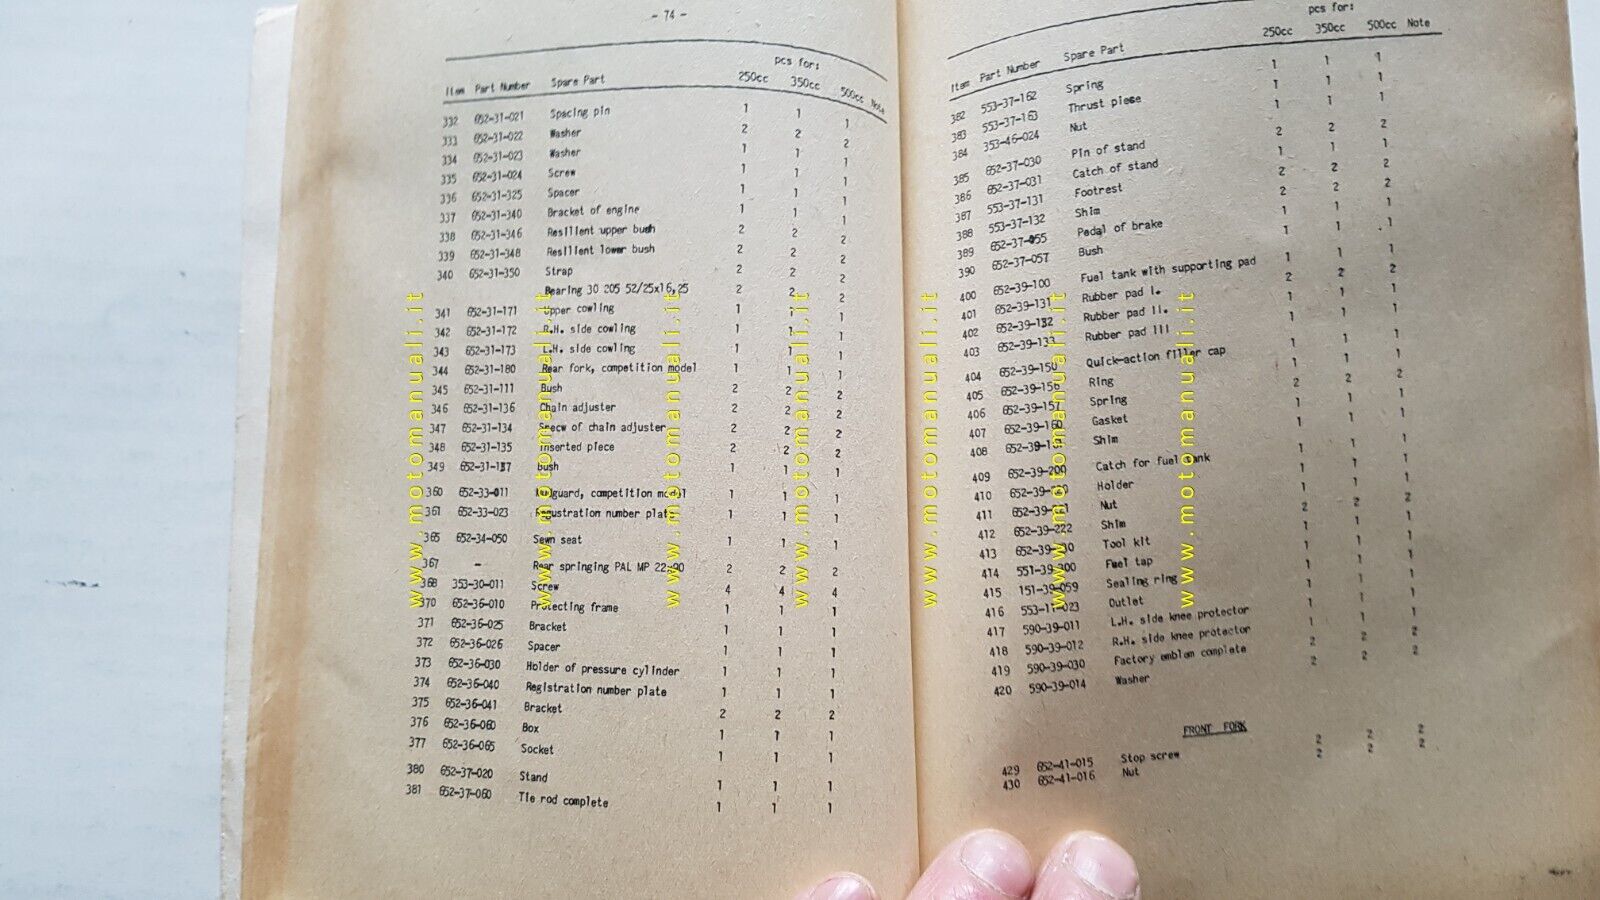 - 74 -
pcs for:
Item Part Number Spare Part 250cc 350cc 500cc Note
332 652-31-021 Spacing pin 1 1 1
333 652-31-022 Washer 2 2 2
334 652-31-023 Washer 1 1 1
335 652-31-024 Screw 1 1 1
336 652-31-325 Spacer 1 1 1
337 652-31-340 Bracket of engine 1 1 1
338 652-31-346 Resilient upper bush 2 2 2
339 652-31-348 Resilient lower bush 2 2 2
340 652-31-350 Strap 2 2 2
Bearing 30 205 52/25x16,25 2 2 2
341 652-31-171 Upper cowling 1 1 1
342 652-31-172 R.H. side cowling 1 1 1
343 652-31-173 L.H. side cowling 1 1 1
344 652-31-180 Rear fork, competition model 1 1 1
345 652-31-111 Bush 2 2 2
346 652-31-136 Chain adjuster 2 2 2
347 652-31-134 of chain adjuster 2 2 2
348 652-31-135 Inserted piece 2 2 2
349 652-31-137 Bush 1 1 1
360 652-33-011 Mudguard, competition model 1 1 1
361 652-33-023 number plate 1 1 1
365 652-34-050 Sewn seat 1 1 1
367 - Rear springing PAL MP 2 2 2
368 353-30-011 Screw 4 4 4
370 652-36-010 Protecting frame 1 1 1
371 652-36-025 Bracket 1 1 1
372 652-36-026 Spacer 1 1 1
373 652-36-030 Holder of pressure cylinder 1 1 1
374 652-36-040 Registration number plate 1 1 1
375 652-36-041 Bracket 2 2 2
376 652-36-060 Box 1 1 1
377 652-36-065 Socket 1 1 1
380 652-37-020 Stand 1 1 1
381 652-37-060 Tie rod complete 1 1 1
pcs for:
Item Part Number Spare Part 250cc 350cc 500cc Note
382 553-37-162 Spring 1 1 1
383 553-37-163 Thrust piece 1 1 1
384 353-46-024 Nut 1 1 1
385 652-37-030 Pin of stand 2 2 2
386 652-37-031 Catch of stand 1 1 1
387 553-37-131 Footrest 2 2 2
388 553-37-132 Shim 2 2 2
389 652-37-055 Pedal of brake 1 1 1
390 652-37-057 Bush 1 1 1
400 652-39-100 Fuel tank with supporting pad 1 1 1
401 652-39-131 Rubber pad I. 2 2 2
402 652-39-132 Rubber pad II. 1 1 1
403 652-39-133 Rubber pad III 1 1 1
404 652-39-150 Quick-action filler cap 1 1 1
405 652-39-156 Ring 1 1 1
406 652-39-157 Spring 2 2 2
407 652-39-160 Gasket 1 1 1
408 Shim 1 1 1
409 652-39-200 Catch for fuel tank 1 1 1
410 Holder 1 1 1
411 Nut 1 1 1
412 652-39-222 Shim 2 2 2
413 Tool kit 1 1 1
414 551-39-300 Fuel tap 1 1 1
415 151-39-059 Sealing ring 1 1 1
416 553-11-023 Outlet 1 1 1
417 590-39-011 L.H. side knee protector 1 1 1
418 590-39-012 R.H. side knee protector 1 1 1
419 590-39-030 Factory emblem complete 2 2 2
420 590-39-014 Washer 2 2 2
FRONT FORK
429 652-41-015 Stop screw 2 2 2
430 652-41-016 Nut 2 2 2
www.motomanuali.it
www.motomanuali.it
www.motomanuali.it
www.motomanuali.it
www.motomanuali.it
www.motomanuali.it
www.motomanuali.it